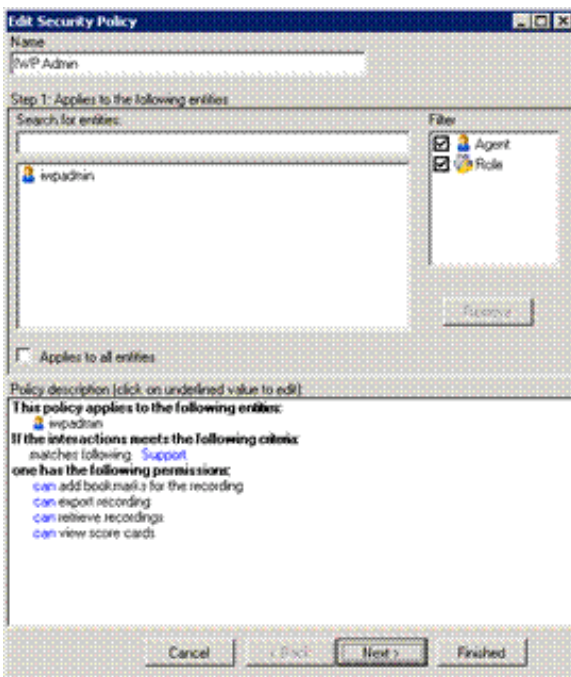 Edit Security Policy
Name
IWP Admin
Step 1: Applies to the following entities
Search for entities:
Filter
Agent
Role
iwpadmin
Remove
Applies to all entities
Policy description (click on underlined value to edit):
This policy applies to the following entities:
iwpadmin
If the interactions meets the following criteria:
matches following Support
one has the following permissions:
can add bookmarks for the recording
can export recording
can retrieve recordings
can view score cards
Cancel
< Back
Next >
Finished